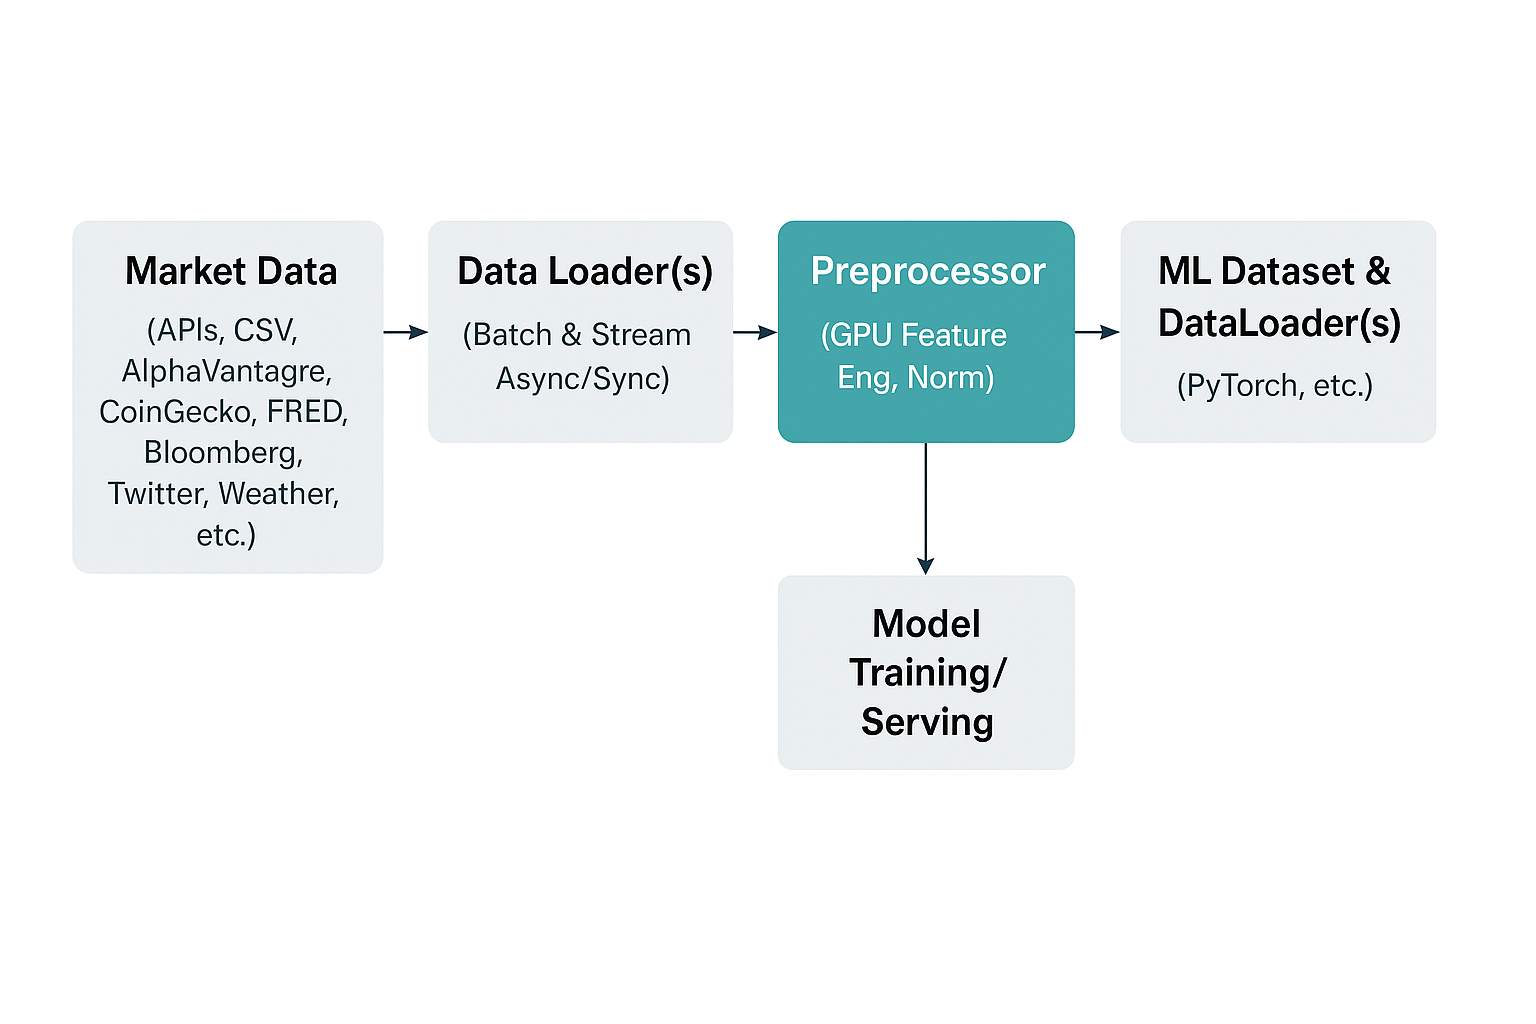 Market Data
(APIs, CSV,
AlphaVantagre,
CoinGecko, FRED,
Bloomberg,
Twitter, Weather,
etc.)
Data Loader(s)
(Batch & Stream
Async/Sync)
Preprocessor
(GPU Feature
Eng, Norm)
ML Dataset &
DataLoader(s)
(PyTorch, etc.)
Model
Training/
Serving